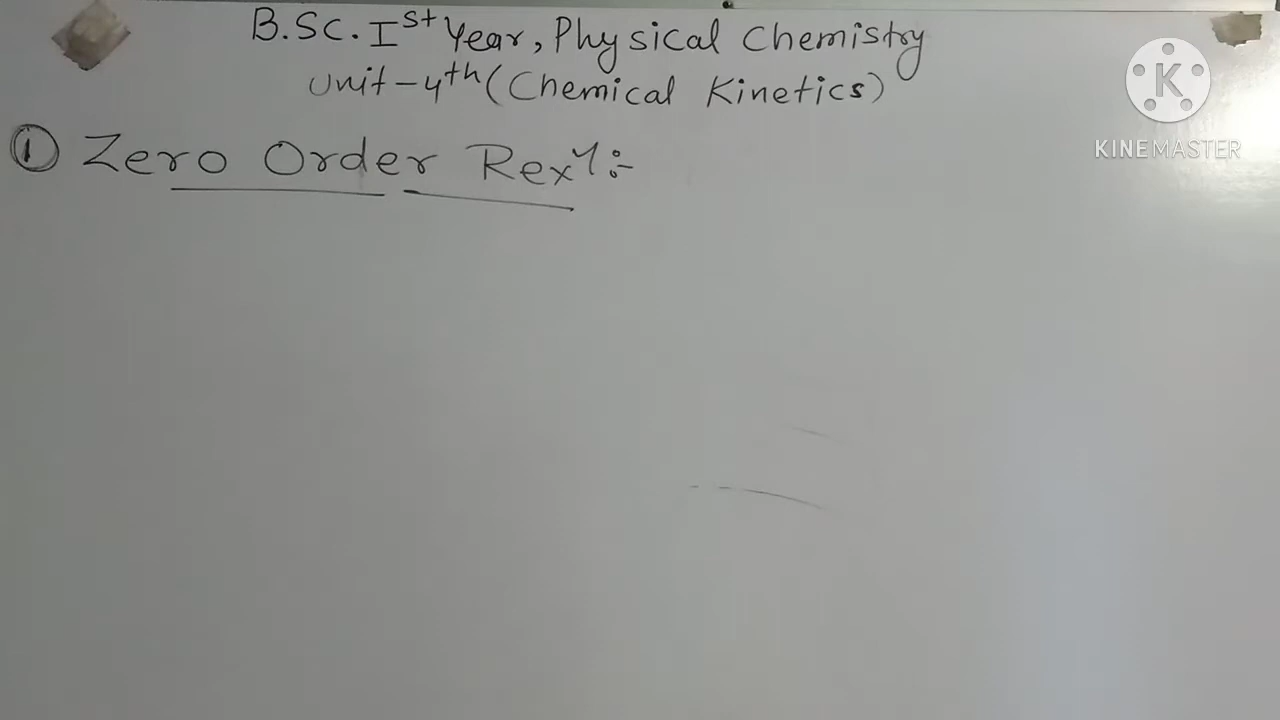 B.Sc. Ist Year, Physical Chemistry
Unit-4th (Chemical Kinetics)
① Zero Order Rexⁿ:-
K
KINEMASTER